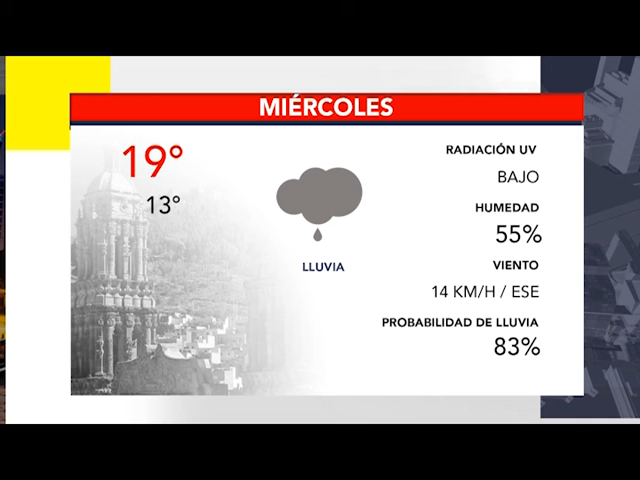 MIÉRCOLES
19°
13°
LLUVIA
RADIACIÓN UV
BAJO
HUMEDAD
55%
VIENTO
14 KM/H / ESE
PROBABILIDAD DE LLUVIA
83%